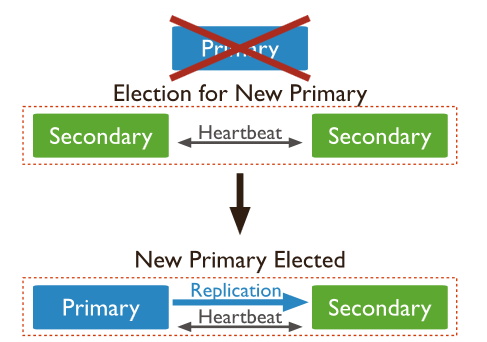 Primary
Election for New Primary
Secondary Heartbeat Secondary
New Primary Elected
Replication
Primary Heartbeat Secondary